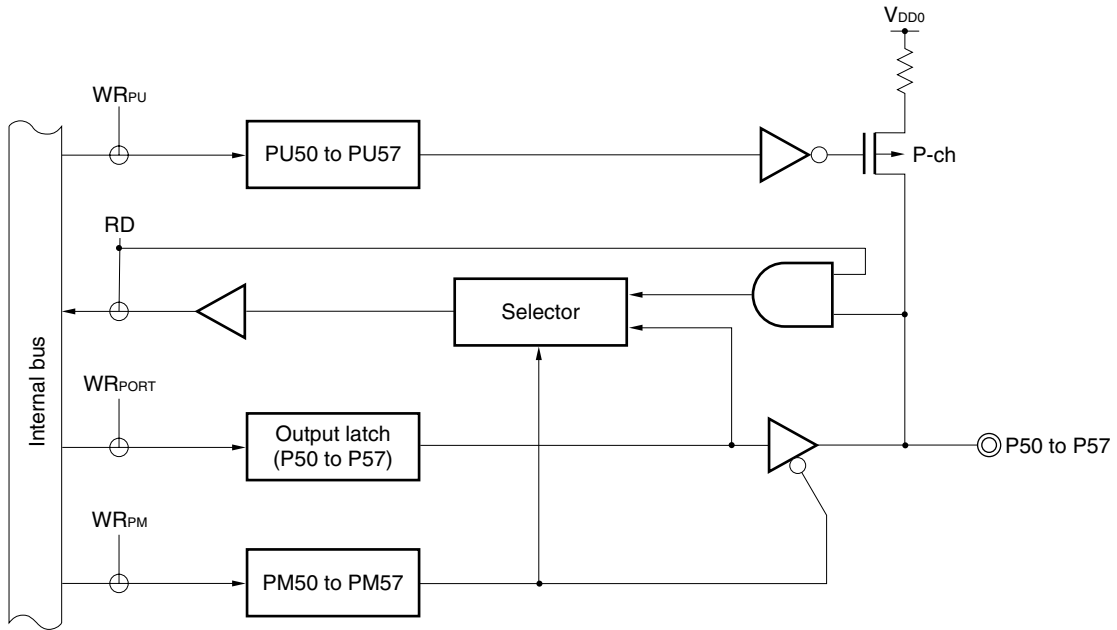 VDD0
WRPU
PU50 to PU57
P-ch
RD
Selector
Internal bus
WRPORT
Output latch
(P50 to P57)
P50 to P57
WRPM
PM50 to PM57